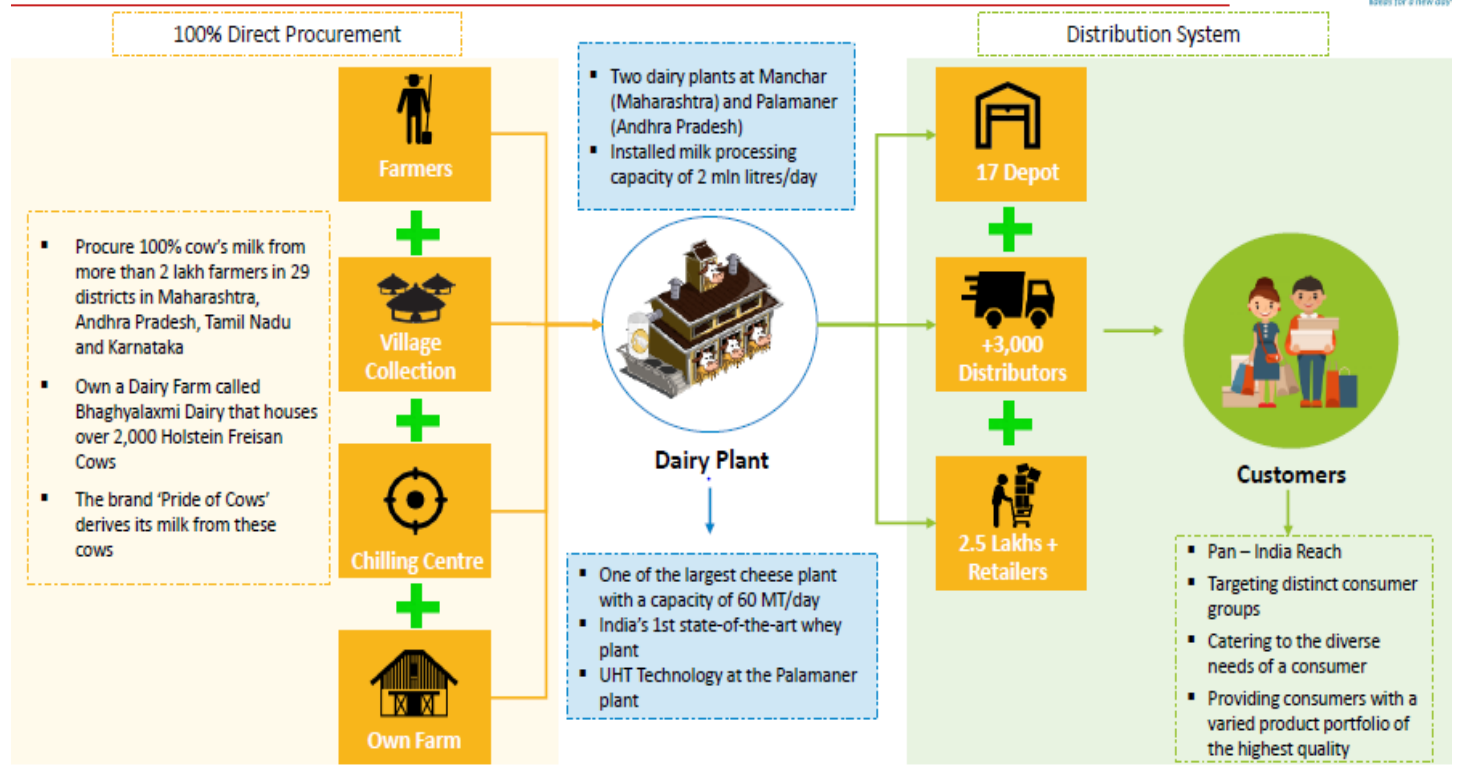 ideas for a new day
100% Direct Procurement
Farmers
Village
Collection
Chilling Centre
Own Farm
▪ Procure 100% cow's milk from
more than 2 lakh farmers in 29
districts in Maharashtra,
Andhra Pradesh, Tamil Nadu
and Karnataka
▪ Own a Dairy Farm called
Bhaghyalaxmi Dairy that houses
over 2,000 Holstein Freisan
Cows
▪ The brand ‘Pride of Cows’
derives its milk from these
cows
▪ Two dairy plants at Manchar
(Maharashtra) and Palamaner
(Andhra Pradesh)
▪ Installed milk processing
capacity of 2 mln litres/day
Dairy Plant
▪ One of the largest cheese plant
with a capacity of 60 MT/day
▪ India's 1st state-of-the-art whey
plant
▪ UHT Technology at the Palamaner
plant
Distribution System
17 Depot
+3,000
Distributors
2.5 Lakhs +
Retailers
Customers
▪ Pan – India Reach
▪ Targeting distinct consumer
groups
▪ Catering to the diverse
needs of a consumer
▪ Providing consumers with a
varied product portfolio of
the highest quality